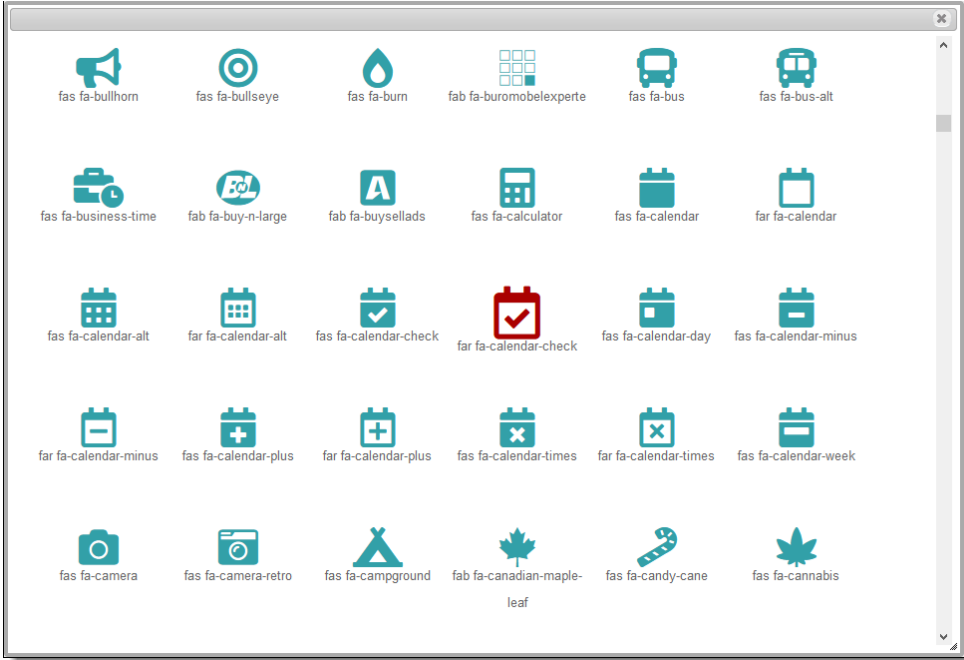 fas fa-bullhorn fas fa-bullseye fas fa-burn fab fa-buromobelexperte fas fa-bus fas fa-bus-alt
fas fa-business-time fab fa-buy-n-large fab fa-buysellads fas fa-calculator fas fa-calendar far fa-calendar
fas fa-calendar-alt far fa-calendar-alt fas fa-calendar-check far fa-calendar-check fas fa-calendar-day fas fa-calendar-minus
far fa-calendar-minus fas fa-calendar-plus far fa-calendar-plus fas fa-calendar-times far fa-calendar-times fas fa-calendar-week
fas fa-camera fas fa-camera-retro fas fa-campground fab fa-canadian-maple- fas fa-candy-cane fas fa-cannabis
leaf